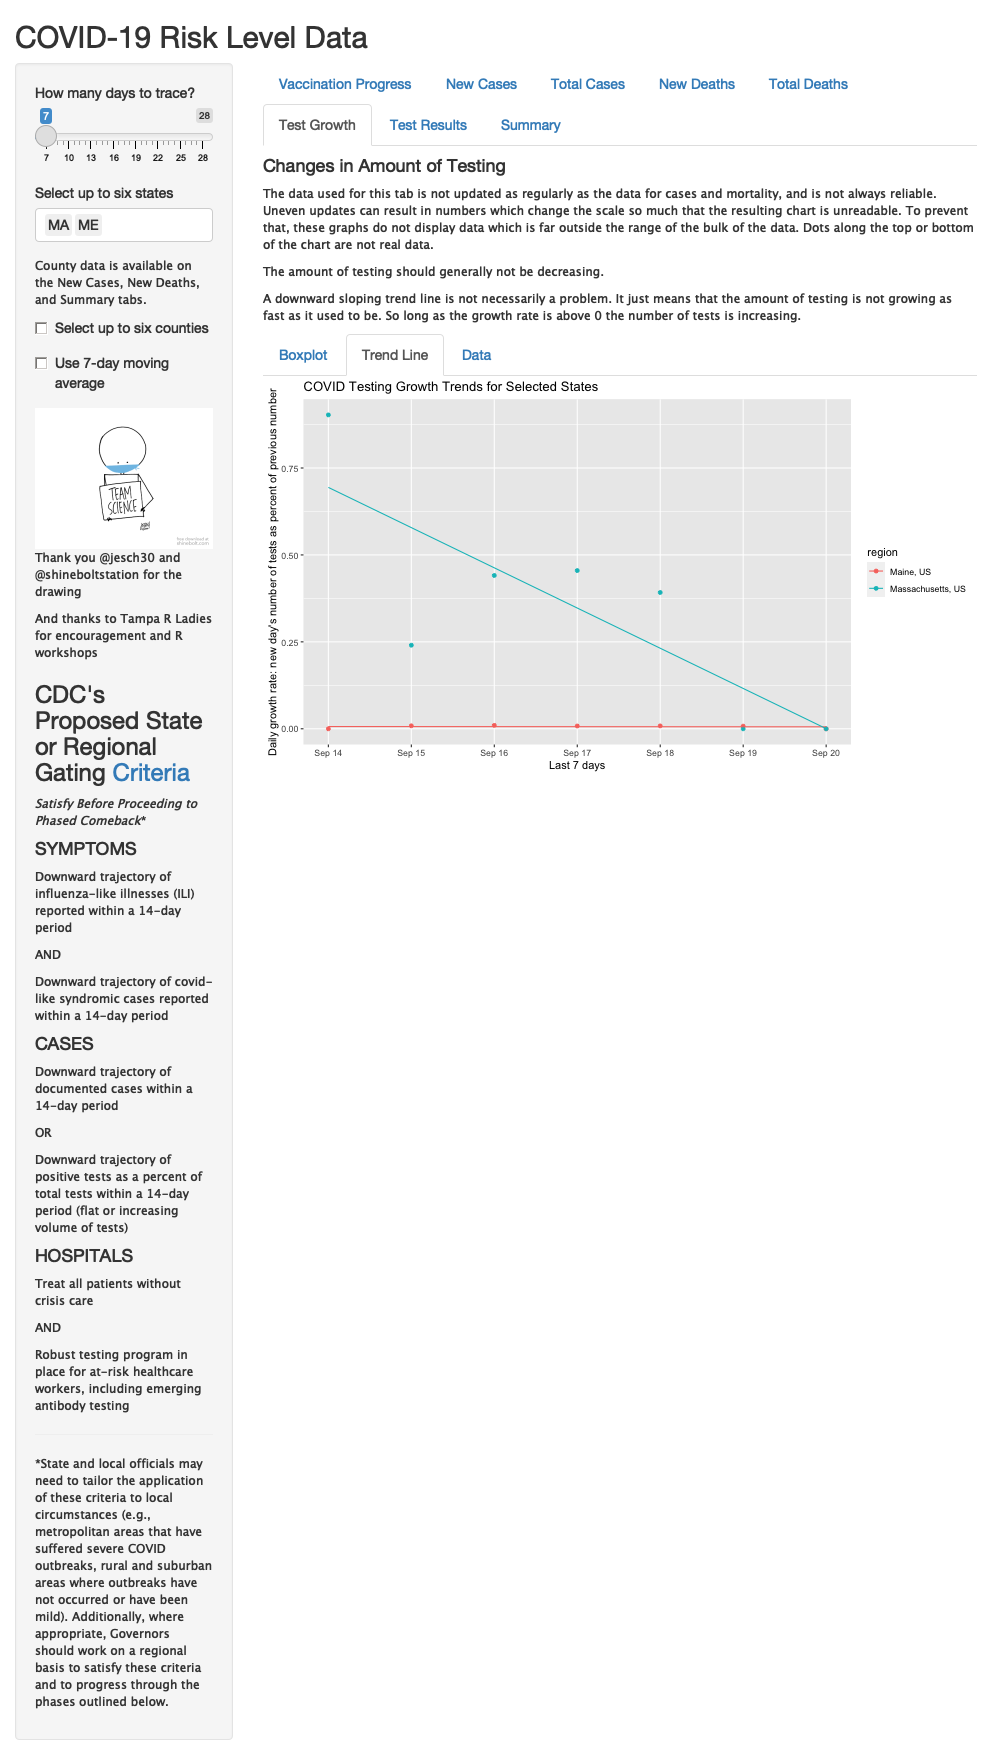 COVID-19 Risk Level Data
How many days to trace?
7
28
7 10 13 16 19 22 25 28
Select up to six states
MA ME
County data is available on
the New Cases, New Deaths,
and Summary tabs.
Select up to six counties
Use 7-day moving
average
TEAM
SCIENCE
Thank you @jesch30 and
@shineboltstation for the
drawing
And thanks to Tampa R Ladies
for encouragement and R
workshops
CDC's
Proposed State
or Regional
Gating Criteria
Satisfy Before Proceeding to
Phased Comeback*
SYMPTOMS
Downward trajectory of
influenza-like illnesses (ILI)
reported within a 14-day
period
AND
Downward trajectory of covid-
like syndromic cases reported
within a 14-day period
CASES
Downward trajectory of
documented cases within a
14-day period
OR
Downward trajectory of
positive tests as a percent of
total tests within a 14-day
period (flat or increasing
volume of tests)
HOSPITALS
Treat all patients without
crisis care
AND
Robust testing program in
place for at-risk healthcare
workers, including emerging
antibody testing
*State and local officials may
need to tailor the application
of these criteria to local
circumstances (e.g.,
metropolitan areas that have
suffered severe COVID
outbreaks, rural and suburban
areas where outbreaks have
not occurred or have been
mild). Additionally, where
appropriate, Governors
should work on a regional
basis to satisfy these criteria
and to progress through the
phases outlined below.
Vaccination Progress New Cases Total Cases New Deaths Total Deaths
Test Growth Test Results Summary
Changes in Amount of Testing
The data used for this tab is not updated as regularly as the data for cases and mortality, and is not always reliable.
Uneven updates can result in numbers which change the scale so much that the resulting chart is unreadable. To prevent
that, these graphs do not display data which is far outside the range of the bulk of the data. Dots along the top or bottom
of the chart are not real data.
The amount of testing should generally not be decreasing.
A downward sloping trend line is not necessarily a problem. It just means that the amount of testing is not growing as
fast as it used to be. So long as the growth rate is above 0 the number of tests is increasing.
Boxplot Trend Line Data
COVID Testing Growth Trends for Selected States
Daily growth rate: new day's number of tests as percent of previous number
0.75
0.50
0.25
0.00
Sep 14 Sep 15 Sep 16 Sep 17 Sep 18 Sep 19 Sep 20
Last 7 days
region
Maine, US
Massachusetts, US